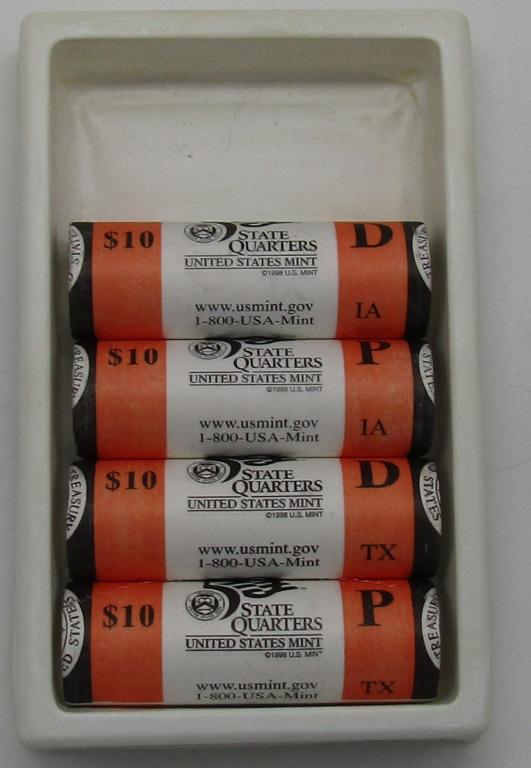 $10
STATE
QUARTERS
UNITED STATES MINT
©1998 U.S. MINT
www.usmint.gov
1-800-USA-Mint
D
IA
$10
STATE
QUARTERS
UNITED STATES MINT
©1998 U.S. MINT
www.usmint.gov
1-800-USA-Mint
P
IA
$10
STATE
QUARTERS
UNITED STATES MINT
©1998 U.S. MINT
www.usmint.gov
1-800-USA-Mint
D
TX
TREASURY
STATES
$10
STATE
QUARTERS
UNITED STATES MINT
©1998 U.S. MINT
www.usmint.gov
1-800-USA-Mint
P
TX
STATES